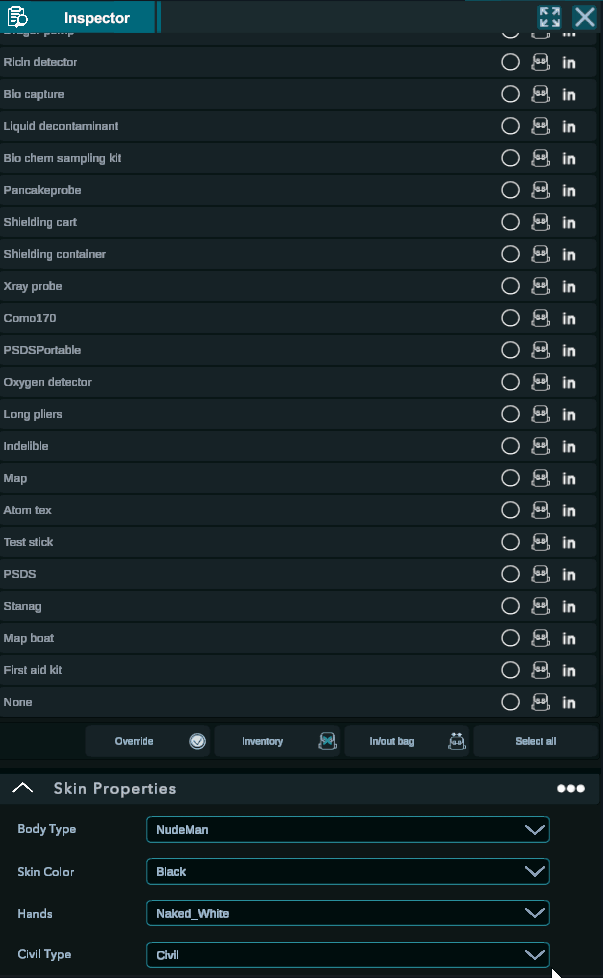 Inspector
Ricin detector in
Bio capture in
Liquid decontaminant in
Bio chem sampling kit in
Pancakeprobe in
Shielding cart in
Shielding container in
Xray probe in
Como170 in
PSDSPortable in
Oxygen detector in
Long pliers in
Indelible in
Map in
Atom tex in
Test stick in
PSDS in
Stanag in
Map boat in
First aid kit in
None in
Override Inventory In/out bag Select all
Skin Properties
Body Type NudeMan
Skin Color Black
Hands Naked_White
Civil Type Civil